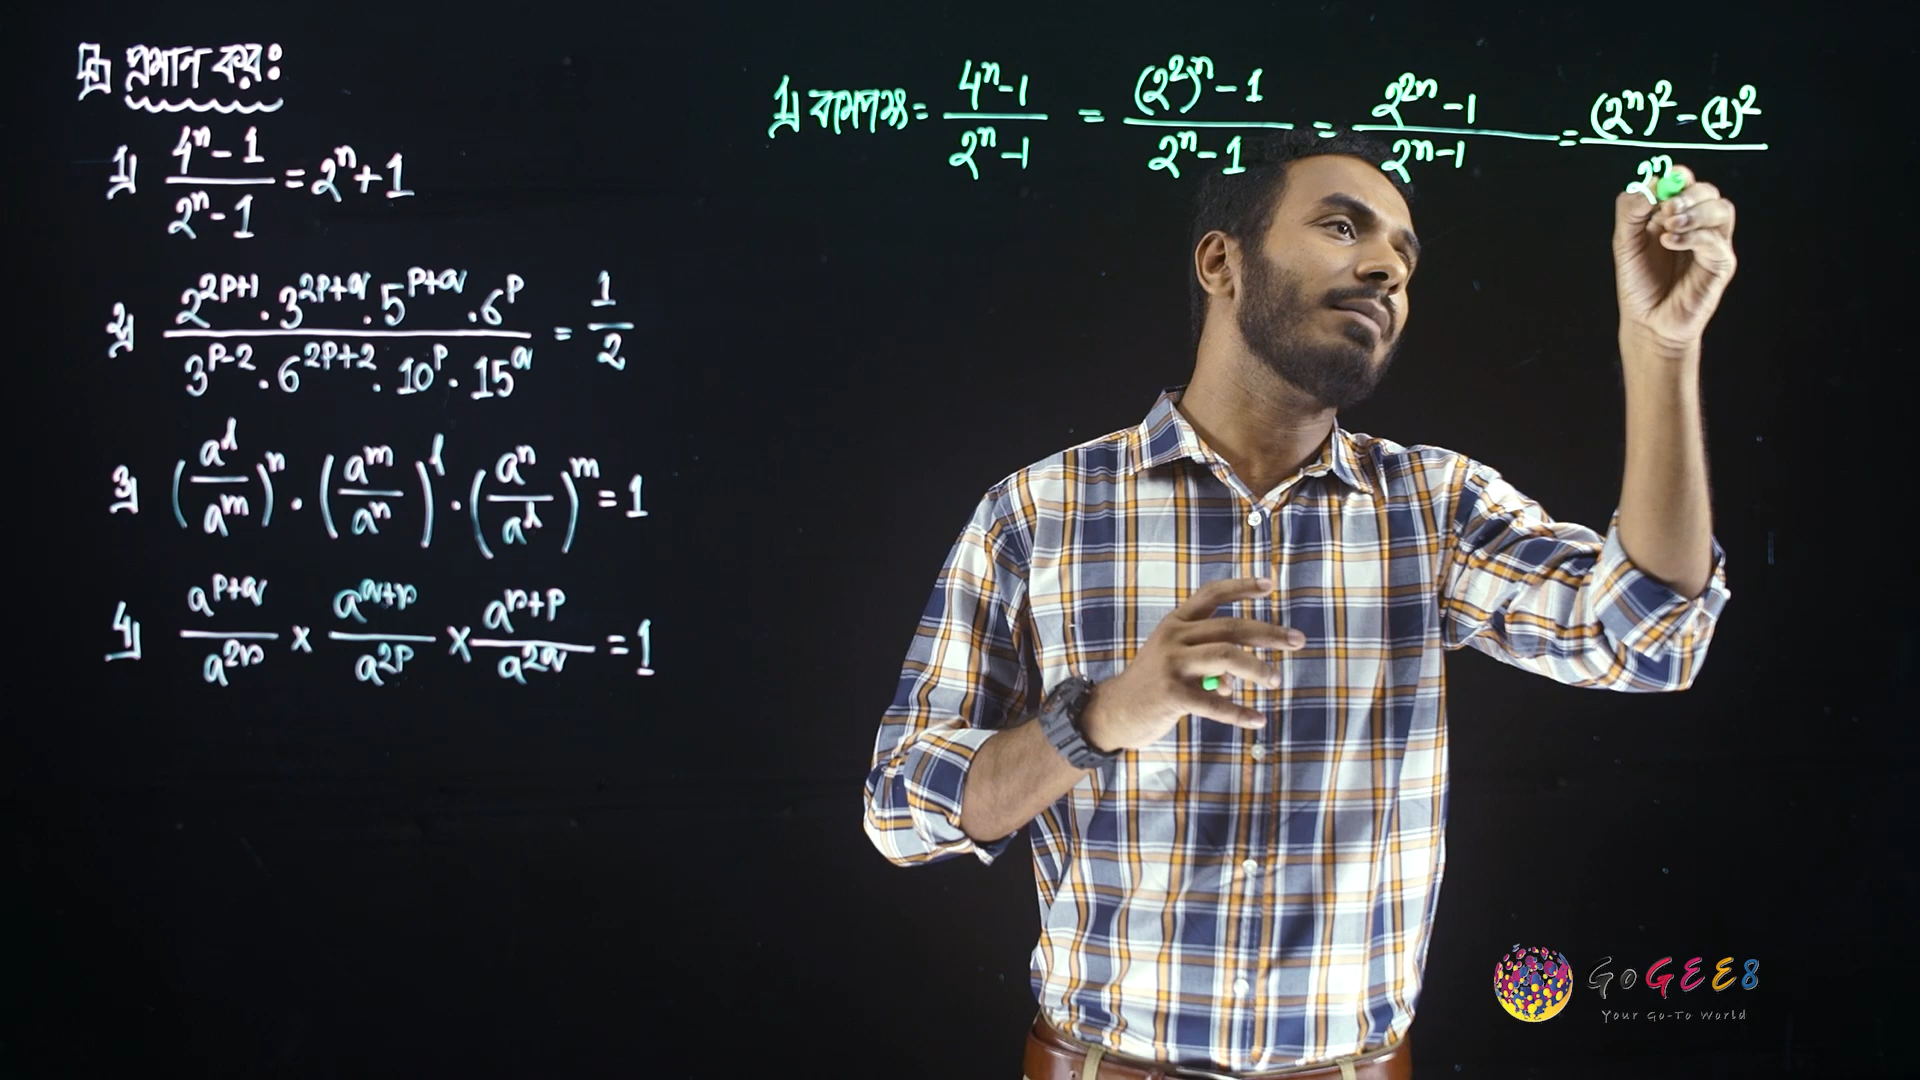 প্রমান কর:
১। (4ⁿ - 1)/(2ⁿ - 1) = 2ⁿ + 1
২। (2^(2p+1) . 3^(2p+q) . 5^(p+q) . 6^p)/(3^(p-2) . 6^(2p+2) . 10^p . 15^q) = 1/2
৩। (a^l/a^m)^n . (a^m/a^n)^l . (a^n/a^l)^m = 1
৪। a^(p+q)/a^(2r) × a^(q+r)/a^(2p) × a^(r+p)/a^(2q) = 1
১। বামপক্ষ = (4ⁿ - 1)/(2ⁿ - 1) = ((2²)ⁿ - 1)/(2ⁿ - 1) = (2²ⁿ - 1)/(2ⁿ - 1) = ((2ⁿ)² - (1)²)/2ⁿ
GoGEE8
Your Go-To World